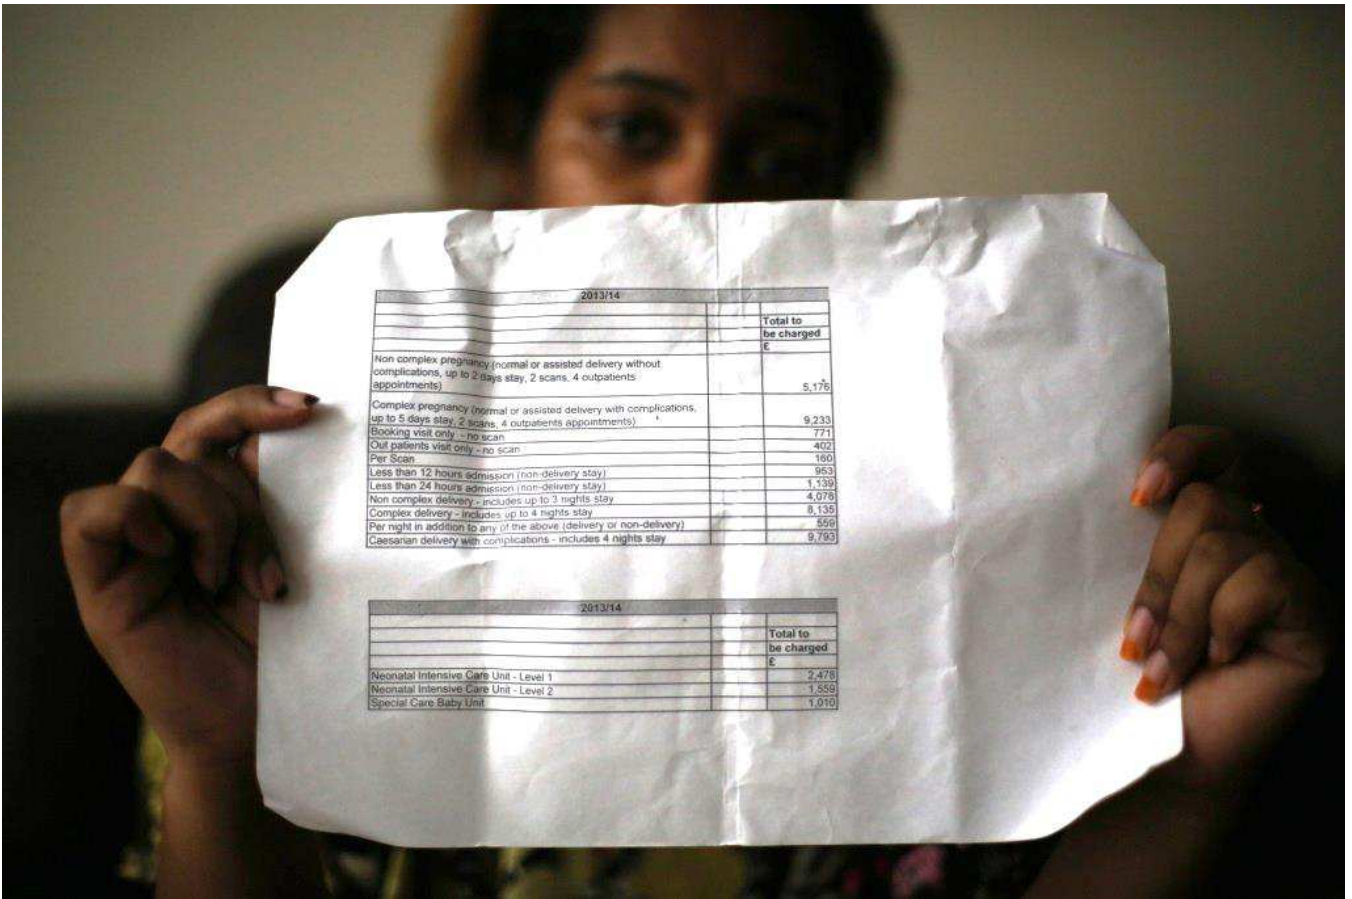 2013/14
Total to
be charged
£
Non complex pregnancy (normal or assisted delivery without
complications, up to 2 days stay, 2 scans, 4 outpatients
appointments) 5,176
Complex pregnancy (normal or assisted delivery with complications,
up to 5 days stay, 2 scans, 4 outpatients appointments) 9,233
Booking visit only - no scan 771
Out patients visit only - no scan 402
Per Scan 160
Less than 12 hours admission (non-delivery stay) 953
Less than 24 hours admission (non-delivery stay) 1,139
Non complex delivery - includes up to 3 nights stay 4,078
Complex delivery - includes up to 4 nights stay 8,135
Per night in addition to any of the above (delivery or non-delivery) 559
Caesarian delivery with complications - includes 4 nights stay 9,793
2013/14
Total to
be charged
£
Neonatal Intensive Care Unit - Level 1 2,478
Neonatal Intensive Care Unit - Level 2 1,559
Special Care Baby Unit 1,010